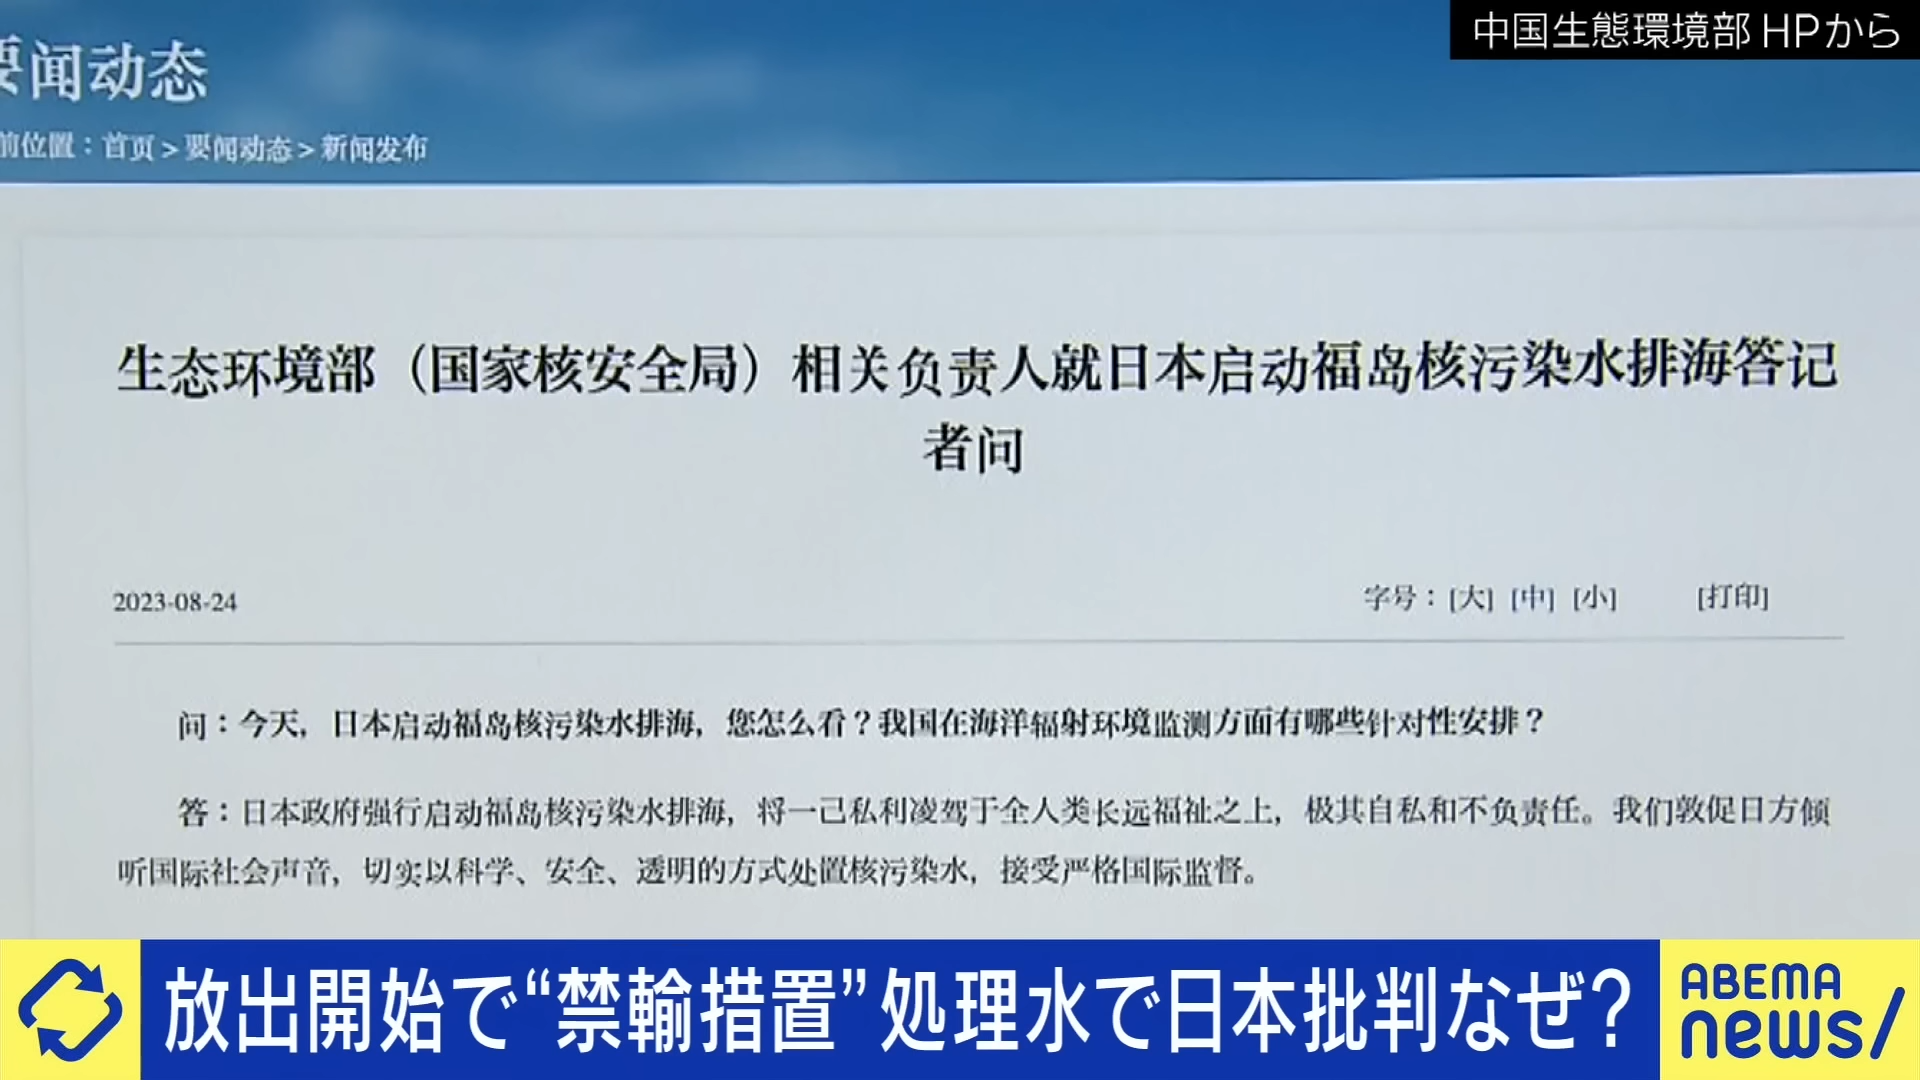 中国生態環境部 HPから
要闻动态
前位置：首页 > 要闻动态 > 新闻发布
生态环境部（国家核安全局）相关负责人就日本启动福岛核污染水排海答记
者问
2023-08-24 字号：[大] [中] [小] [打印]
问：今天，日本启动福岛核污染水排海，您怎么看？我国在海洋辐射环境监测方面有哪些针对性安排？
答：日本政府强行启动福岛核污染水排海，将一己私利凌驾于全人类长远福祉之上，极其自私和不负责任。我们敦促日方倾
听国际社会声音，切实以科学、安全、透明的方式处置核污染水，接受严格国际监督。
放出開始で“禁輸措置”処理水で日本批判なぜ？
ABEMA
news/